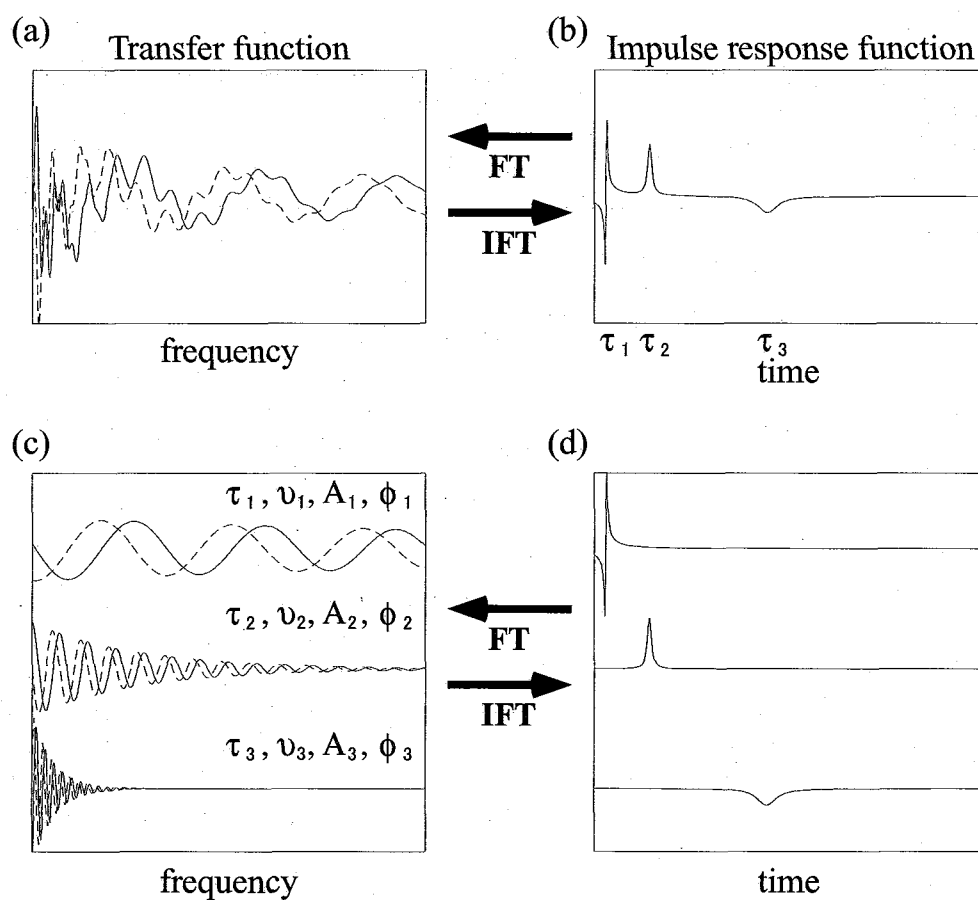 (a)
Transfer function
frequency
FT
IFT
(b)
Impulse response function
τ1 τ2 τ3
time
(c)
τ1, υ1, A1, ϕ1
τ2, υ2, A2, ϕ2
τ3, υ3, A3, ϕ3
frequency
FT
IFT
(d)
time